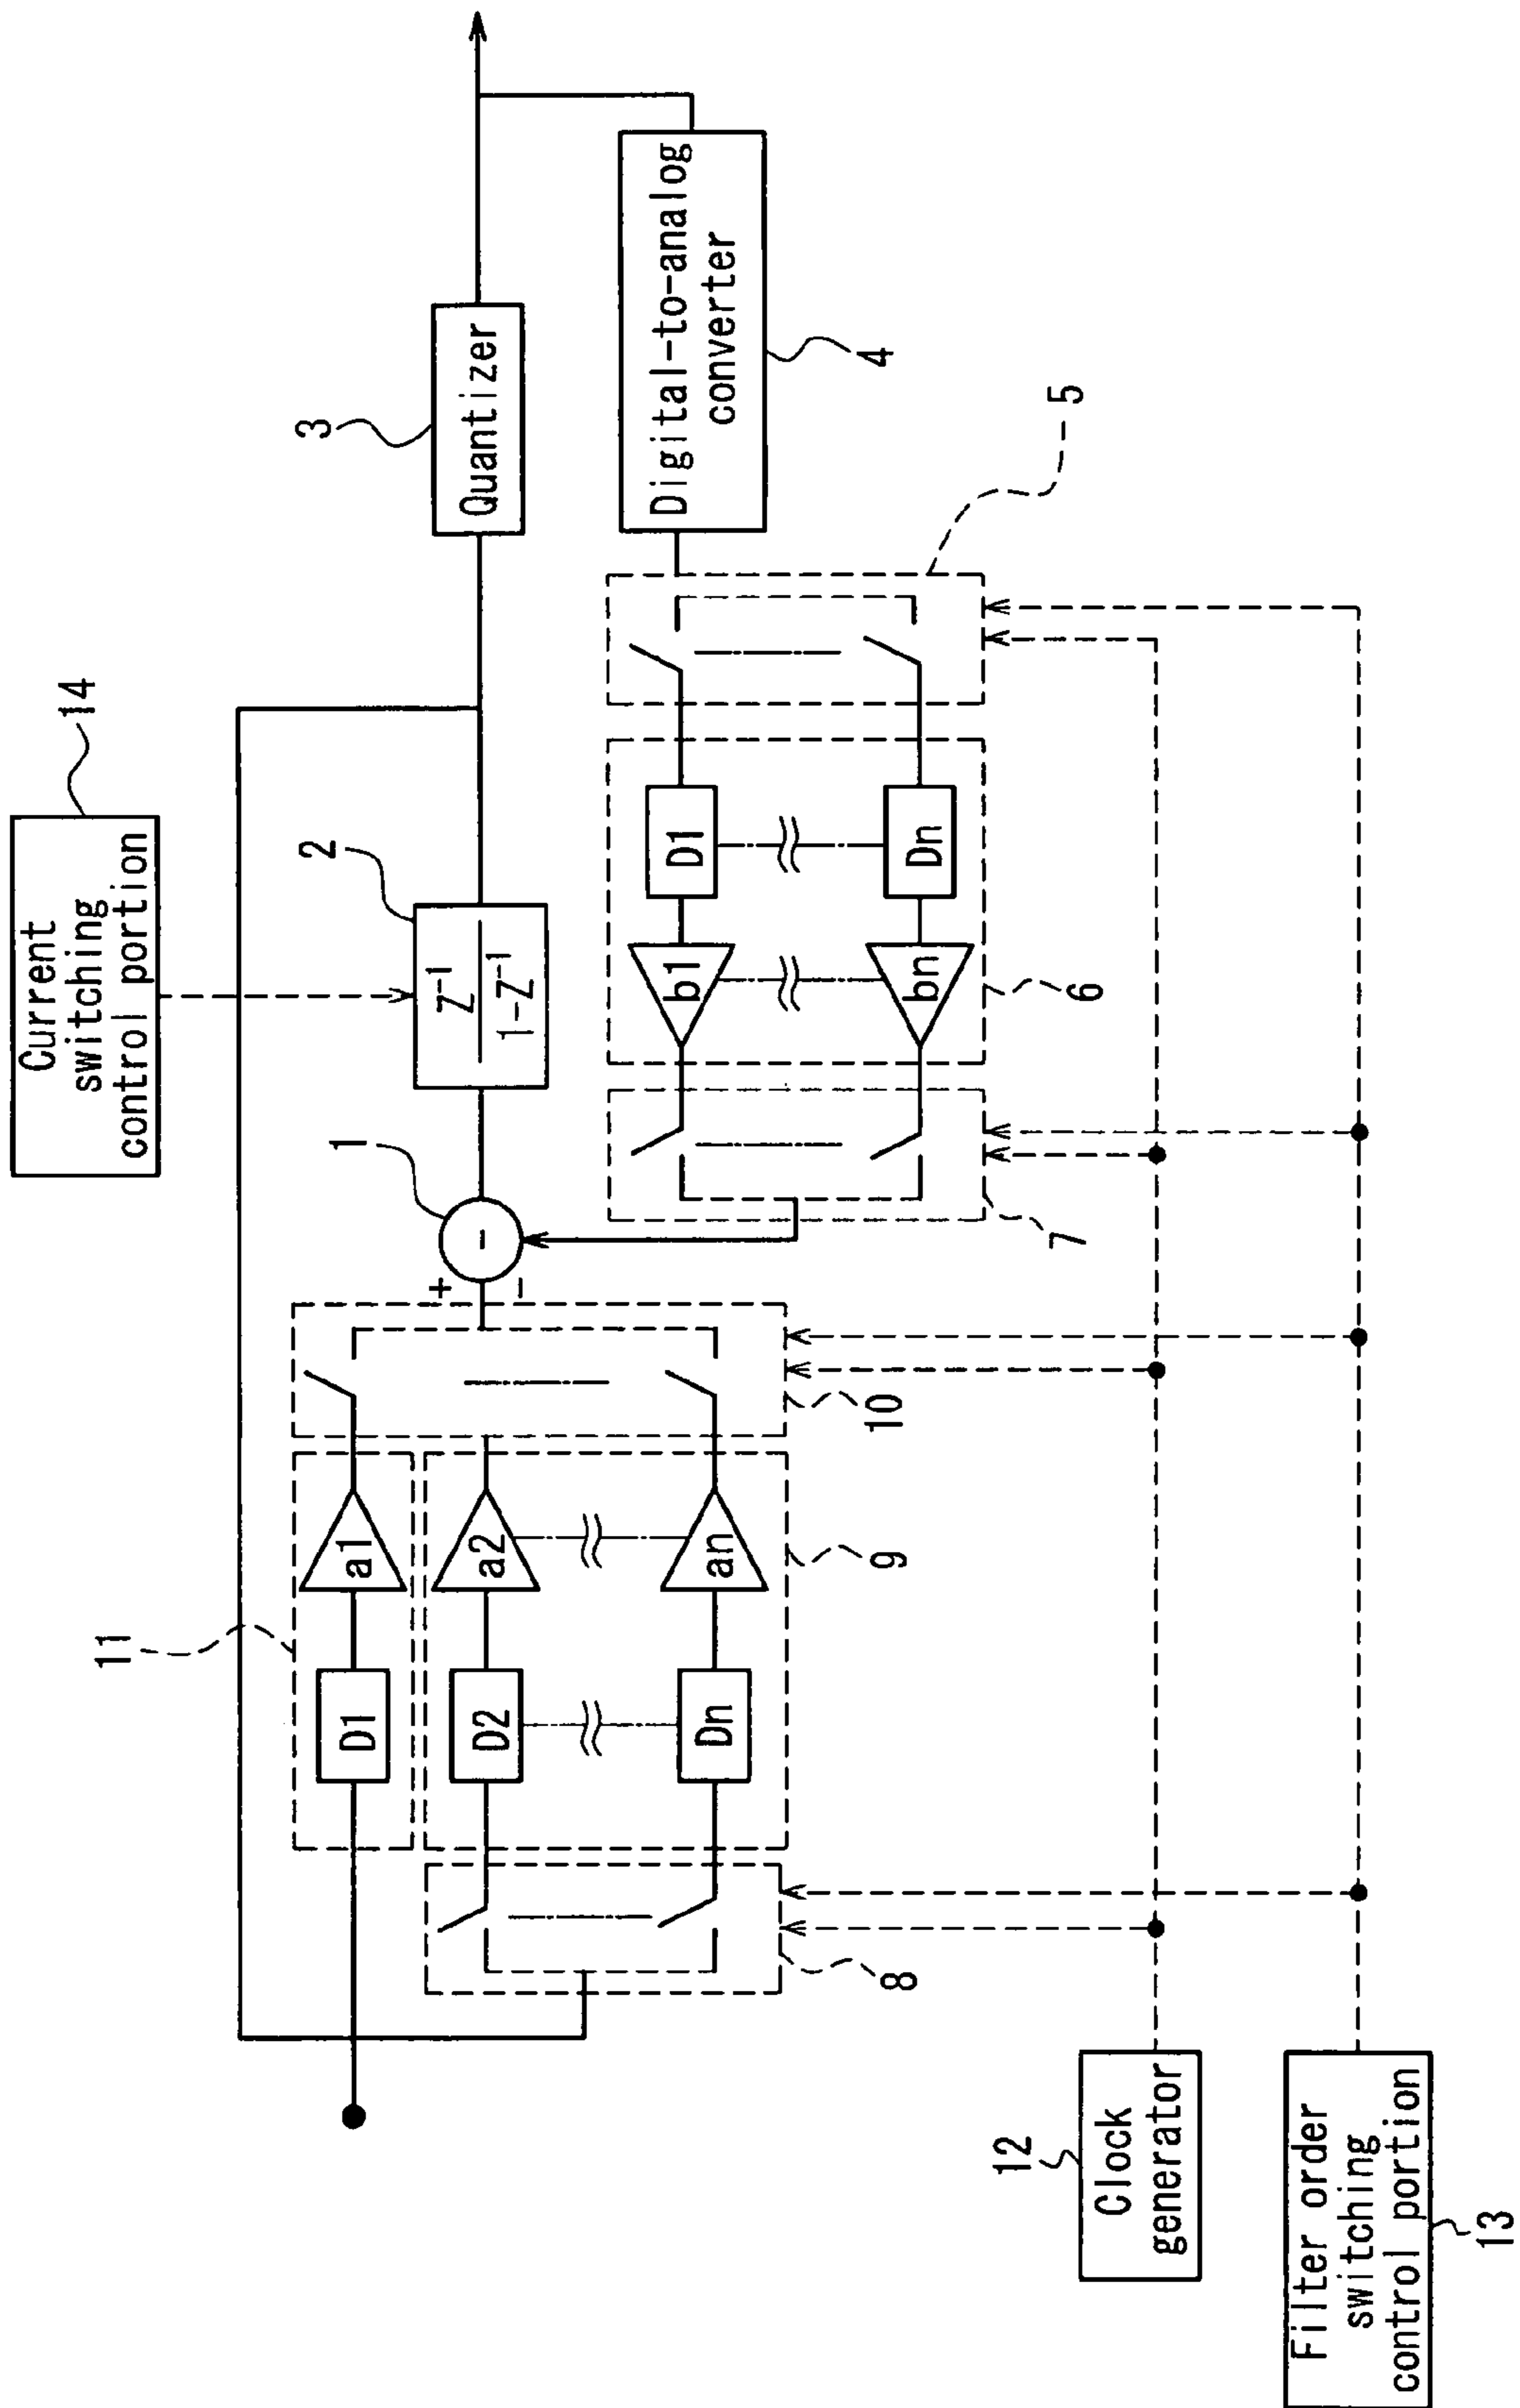 Current
switching
control portion
14
2
Z⁻¹
1-Z⁻¹
3
Quantizer
1
+
-
-
11
D1
a1
D2
a2
Dn
an
8
9
10
D1
b1
Dn
bn
7
6
5
Digital-to-analog
converter
4
12
Clock
generator
Filter order
switching
control portion
13